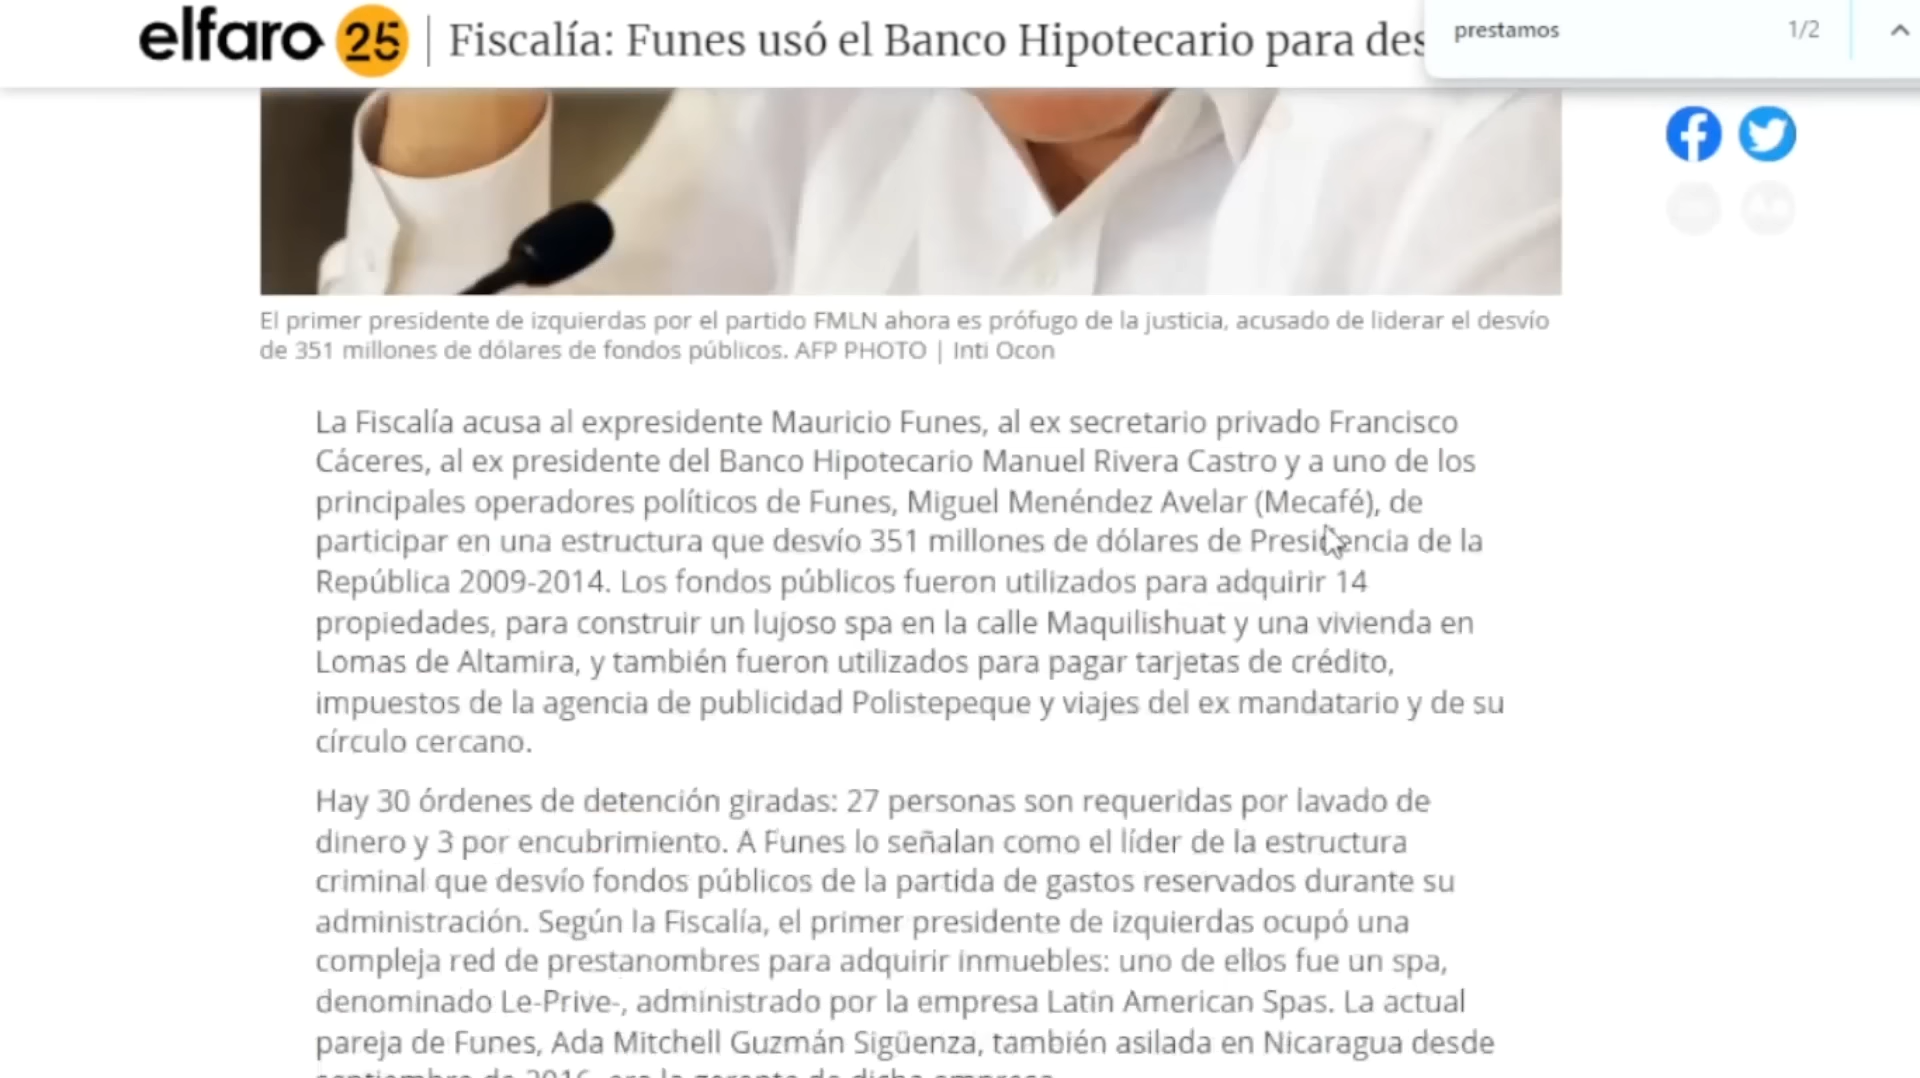 elfaro 25 Fiscalía: Funes usó el Banco Hipotecario para des
prestamos 1/2
El primer presidente de izquierdas por el partido FMLN ahora es prófugo de la justicia, acusado de liderar el desvío
de 351 millones de dólares de fondos públicos. AFP PHOTO | Inti Ocon
La Fiscalía acusa al expresidente Mauricio Funes, al ex secretario privado Francisco
Cáceres, al ex presidente del Banco Hipotecario Manuel Rivera Castro y a uno de los
principales operadores políticos de Funes, Miguel Menéndez Avelar (Mecafé), de
participar en una estructura que desvío 351 millones de dólares de Presidencia de la
República 2009-2014. Los fondos públicos fueron utilizados para adquirir 14
propiedades, para construir un lujoso spa en la calle Maquilishuat y una vivienda en
Lomas de Altamira, y también fueron utilizados para pagar tarjetas de crédito,
impuestos de la agencia de publicidad Polistepeque y viajes del ex mandatario y de su
círculo cercano.
Hay 30 órdenes de detención giradas: 27 personas son requeridas por lavado de
dinero y 3 por encubrimiento. A Funes lo señalan como el líder de la estructura
criminal que desvío fondos públicos de la partida de gastos reservados durante su
administración. Según la Fiscalía, el primer presidente de izquierdas ocupó una
compleja red de prestanombres para adquirir inmuebles: uno de ellos fue un spa,
denominado Le-Prive-, administrado por la empresa Latin American Spas. La actual
pareja de Funes, Ada Mitchell Guzmán Sigüenza, también asilada en Nicaragua desde
septiembre de 2016, era la gerente de dicha empresa.